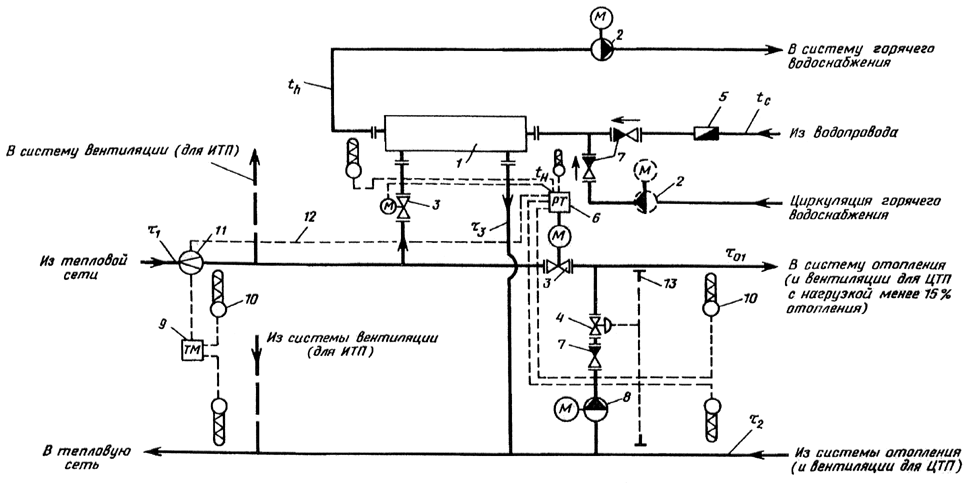 M
2
В систему горячего
водоснабжения
t_h
5
t_c
Из водопровода
В систему вентиляции (для ИТП)
1
7
M
2
t_н
РТ
6
M
3
Циркуляция горячего
водоснабжения
12
τ_1
11
τ_3
M
τ_01
Из тепловой
сети
3
13
В систему отопления
(и вентиляции для ЦТП
с нагрузкой менее 15%
отопления)
10
10
9
ТМ
Из системы вентиляции
(для ИТП)
4
7
M
8
τ_2
В тепловую
сеть
Из системы отопления
(и вентиляции для ЦТП)